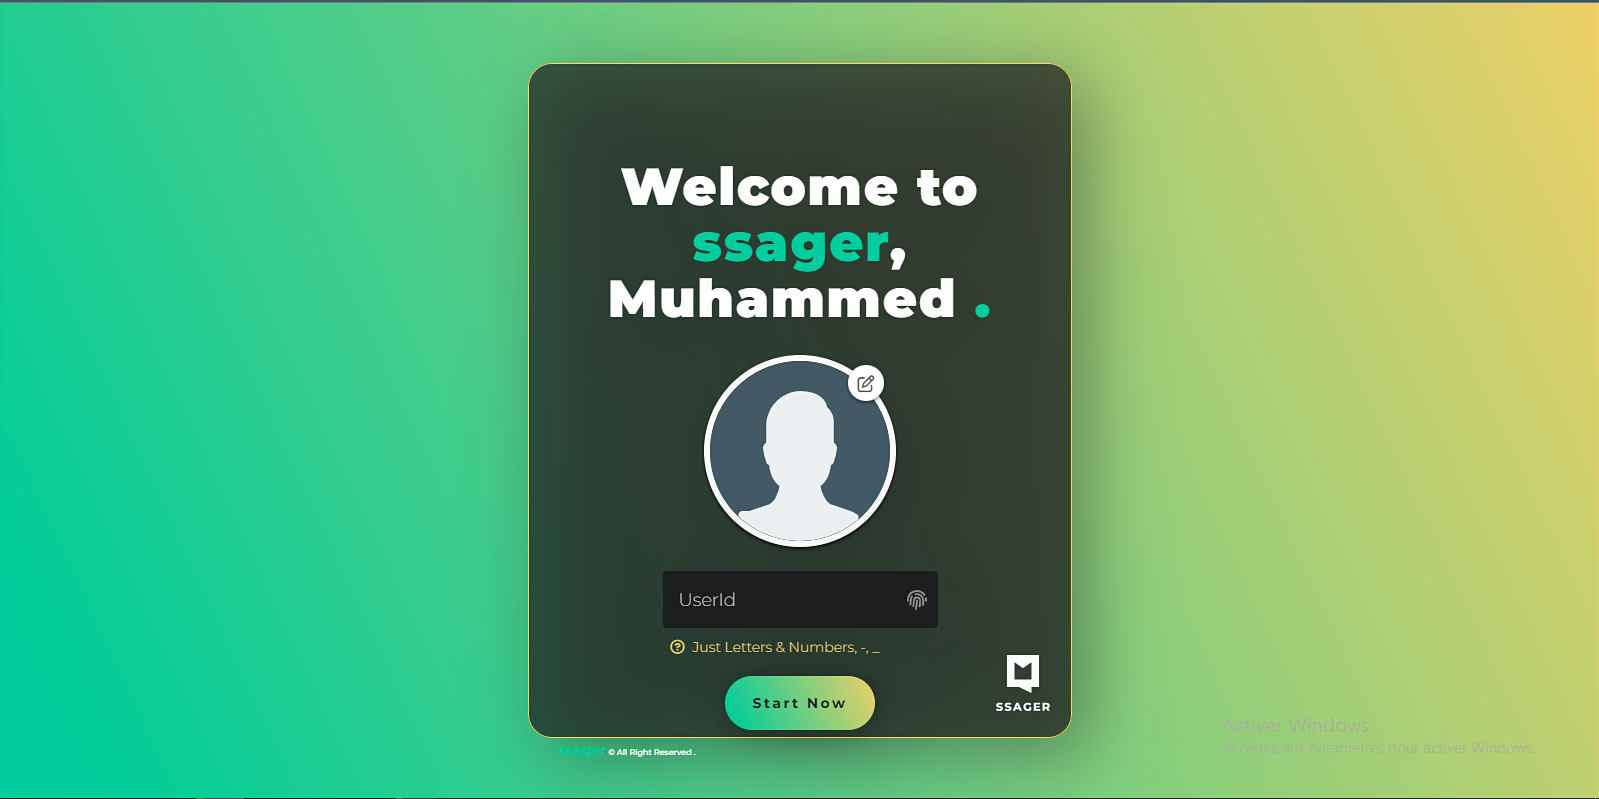 Welcome to
ssager,
Muhammed .
UserId
Just Letters & Numbers, -, _
Start Now
SSAGER
ssager © All Right Reserved .
Activer Windows
Accédez aux paramètres pour activer Windows.